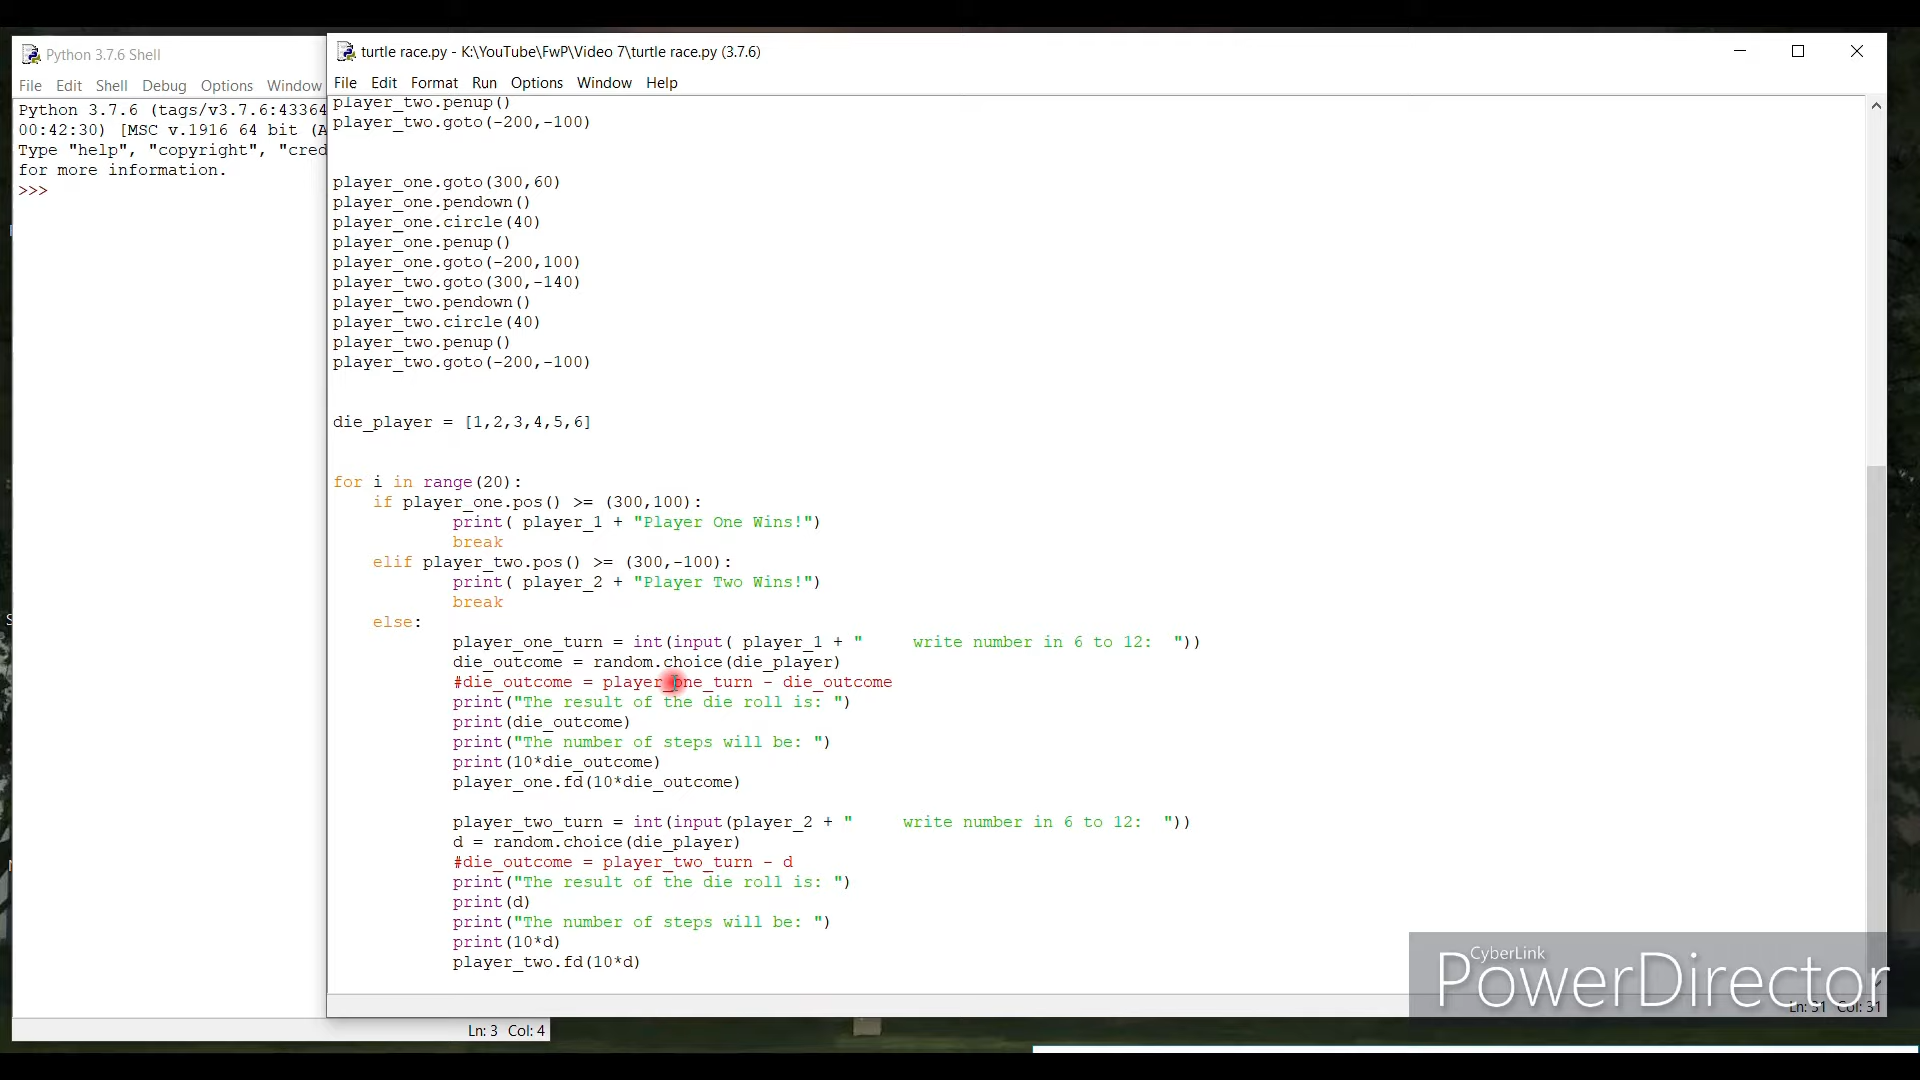 Python 3.7.6 Shell
File Edit Shell Debug Options Window
Python 3.7.6 (tags/v3.7.6:43364
00:42:30) [MSC v.1916 64 bit (A
Type "help", "copyright", "cred
for more information.
>>>
Ln: 3 Col: 4
turtle race.py - K:\YouTube\FwP\Video 7\turtle race.py (3.7.6)
File Edit Format Run Options Window Help
player_two.penup()
player_two.goto(-200,-100)
player_one.goto(300,60)
player_one.pendown()
player_one.circle(40)
player_one.penup()
player_one.goto(-200,100)
player_two.goto(300,-140)
player_two.pendown()
player_two.circle(40)
player_two.penup()
player_two.goto(-200,-100)
die_player = [1,2,3,4,5,6]
for i in range(20):
    if player_one.pos() >= (300,100):
            print( player_1 + "Player One Wins!")
            break
    elif player_two.pos() >= (300,-100):
            print( player_2 + "Player Two Wins!")
            break
    else:
            player_one_turn = int(input( player_1 + "     write number in 6 to 12:  "))
            die_outcome = random.choice(die_player)
            #die_outcome = player_one_turn - die_outcome
            print("The result of the die roll is: ")
            print(die_outcome)
            print("The number of steps will be: ")
            print(10*die_outcome)
            player_one.fd(10*die_outcome)
            player_two_turn = int(input(player_2 + "     write number in 6 to 12:  "))
            d = random.choice(die_player)
            #die_outcome = player_two_turn - d
            print("The result of the die roll is: ")
            print(d)
            print("The number of steps will be: ")
            print(10*d)
            player_two.fd(10*d)
CyberLink
PowerDirector
Ln: 31 Col: 31